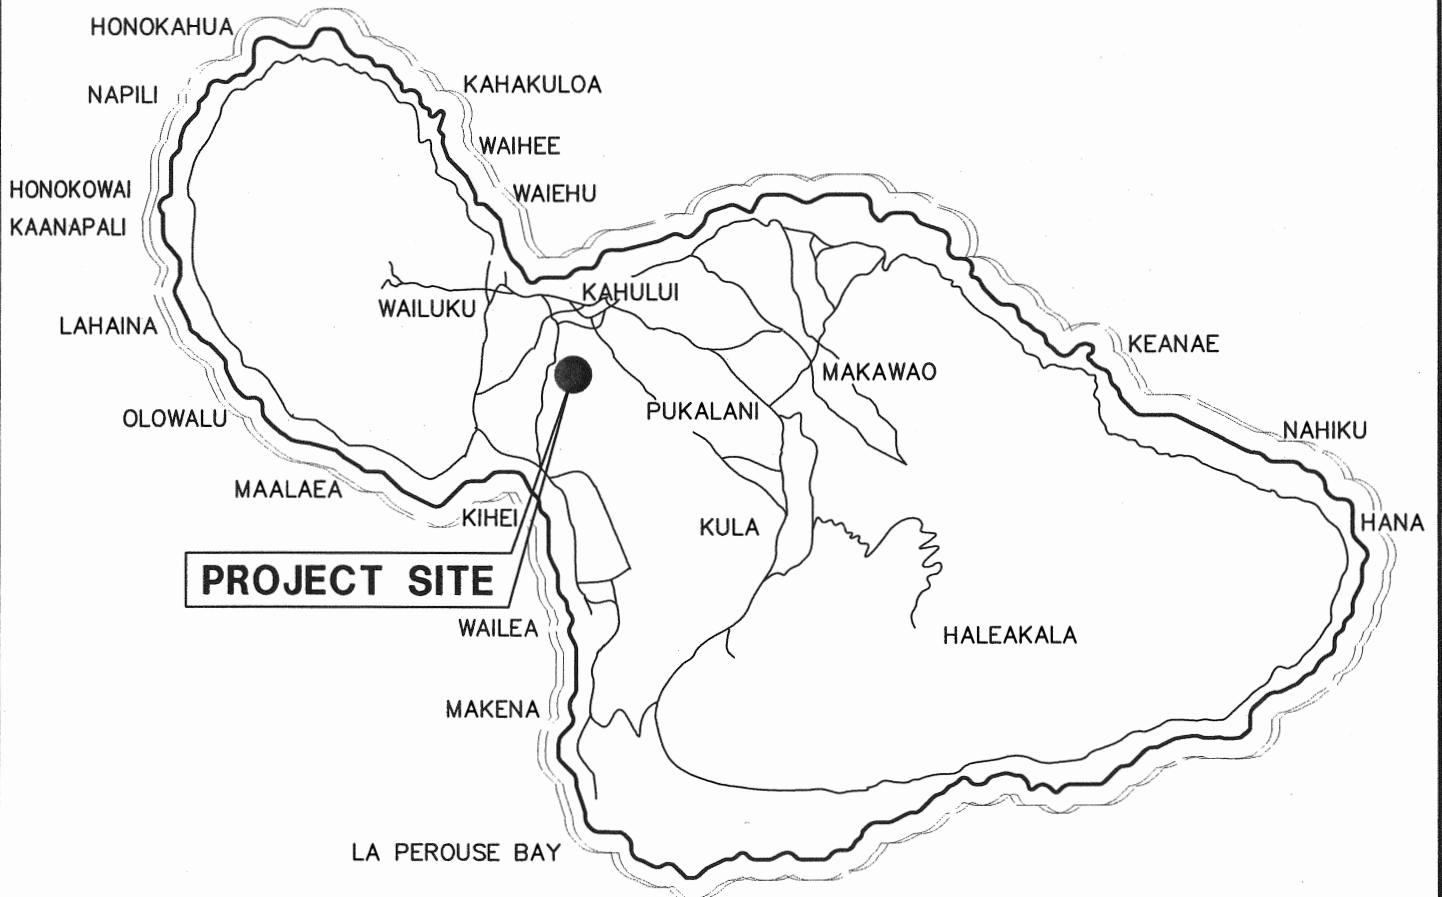 HONOKAHUA
KAHAKULOA
NAPILI
WAIHEE
HONOKOWAI
WAIEHU
KAANAPALI
KAHULUI
WAILUKU
LAHAINA
KEANAE
MAKAWAO
PUKALANI
OLOWALU
NAHIKU
MAALAEA
KIHEI
HANA
KULA
PROJECT SITE
WAILEA
HALEAKALA
MAKENA
LA PEROUSE BAY